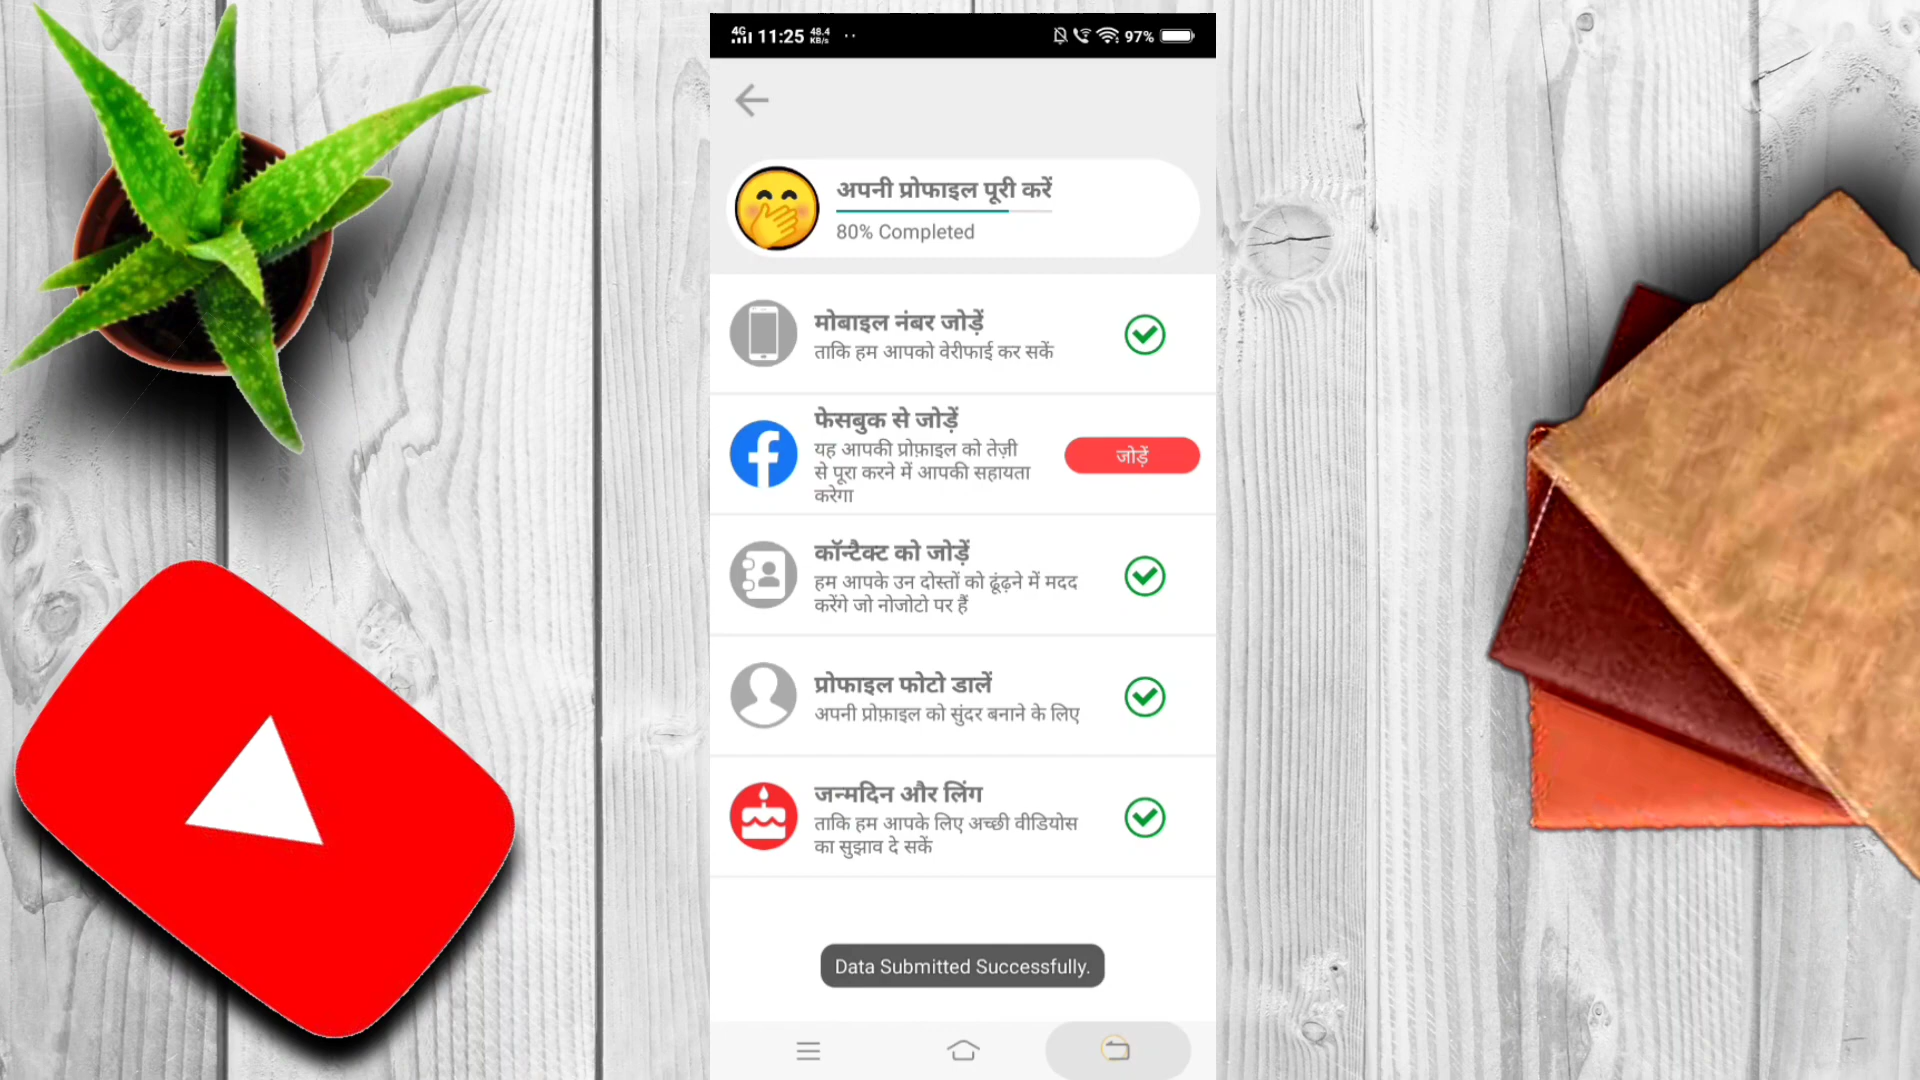 4G 11:25 48.4 KB/s 97%
अपनी प्रोफाइल पूरी करें
80% Completed
मोबाइल नंबर जोड़ें
ताकि हम आपको वेरीफाई कर सकें
फेसबुक से जोड़ें
यह आपकी प्रोफ़ाइल को तेज़ी
से पूरा करने में आपकी सहायता
करेगा
जोड़ें
कॉन्टैक्ट को जोड़ें
हम आपके उन दोस्तों को ढूंढ़ने में मदद
करेंगे जो नोजोटो पर हैं
प्रोफाइल फोटो डालें
अपनी प्रोफ़ाइल को सुंदर बनाने के लिए
जन्मदिन और लिंग
ताकि हम आपके लिए अच्छी वीडियोस
का सुझाव दे सकें
Data Submitted Successfully.